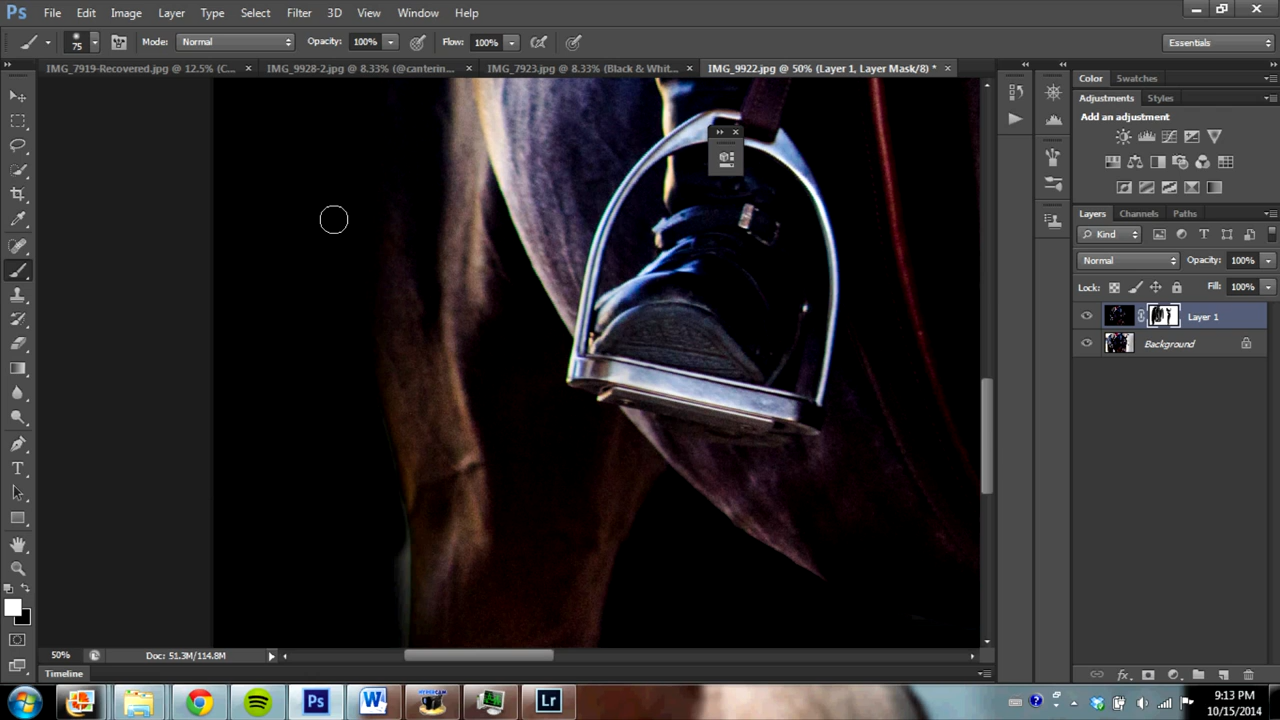 Ps File Edit Image Layer Type Select Filter 3D View Window Help
75 Mode: Normal Opacity: 100% Flow: 100% Essentials
IMG_7919-Recovered.jpg @ 12.5% (C... × IMG_9928-2.jpg @ 8.33% (@canterin... × IMG_7923.jpg @ 8.33% (Black & Whit... × IMG_9922.jpg @ 50% (Layer 1, Layer Mask/8) * ×
Color Swatches
Adjustments Styles
Add an adjustment
Layers Channels Paths
Kind
Normal Opacity: 100%
Lock: Fill: 100%
Layer 1
Background
50% Doc: 51.3M/114.8M
Timeline
Ps W Lr
9:13 PM
10/15/2014